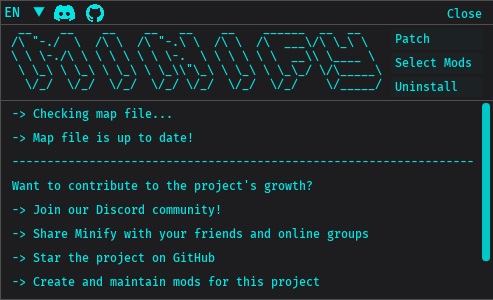 EN ▼ Close
MINIFY
Patch
Select Mods
Uninstall
-> Checking map file...
-> Map file is up to date!
-------------------------------------------------------------------
Want to contribute to the project's growth?
-> Join our Discord community!
-> Share Minify with your friends and online groups
-> Star the project on GitHub
-> Create and maintain mods for this project